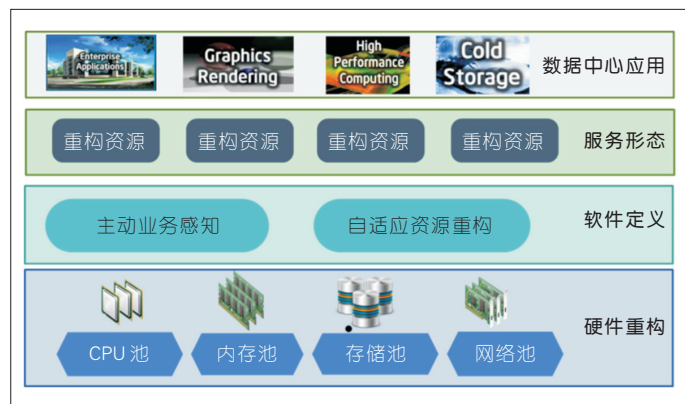 Enterprise
Applications
Graphics
Rendering
High
Performance
Computing
Cold
Storage
数据中心应用
重构资源
重构资源
重构资源
重构资源
服务形态
主动业务感知
自适应资源重构
软件定义
CPU 池
内存池
存储池
网络池
硬件重构